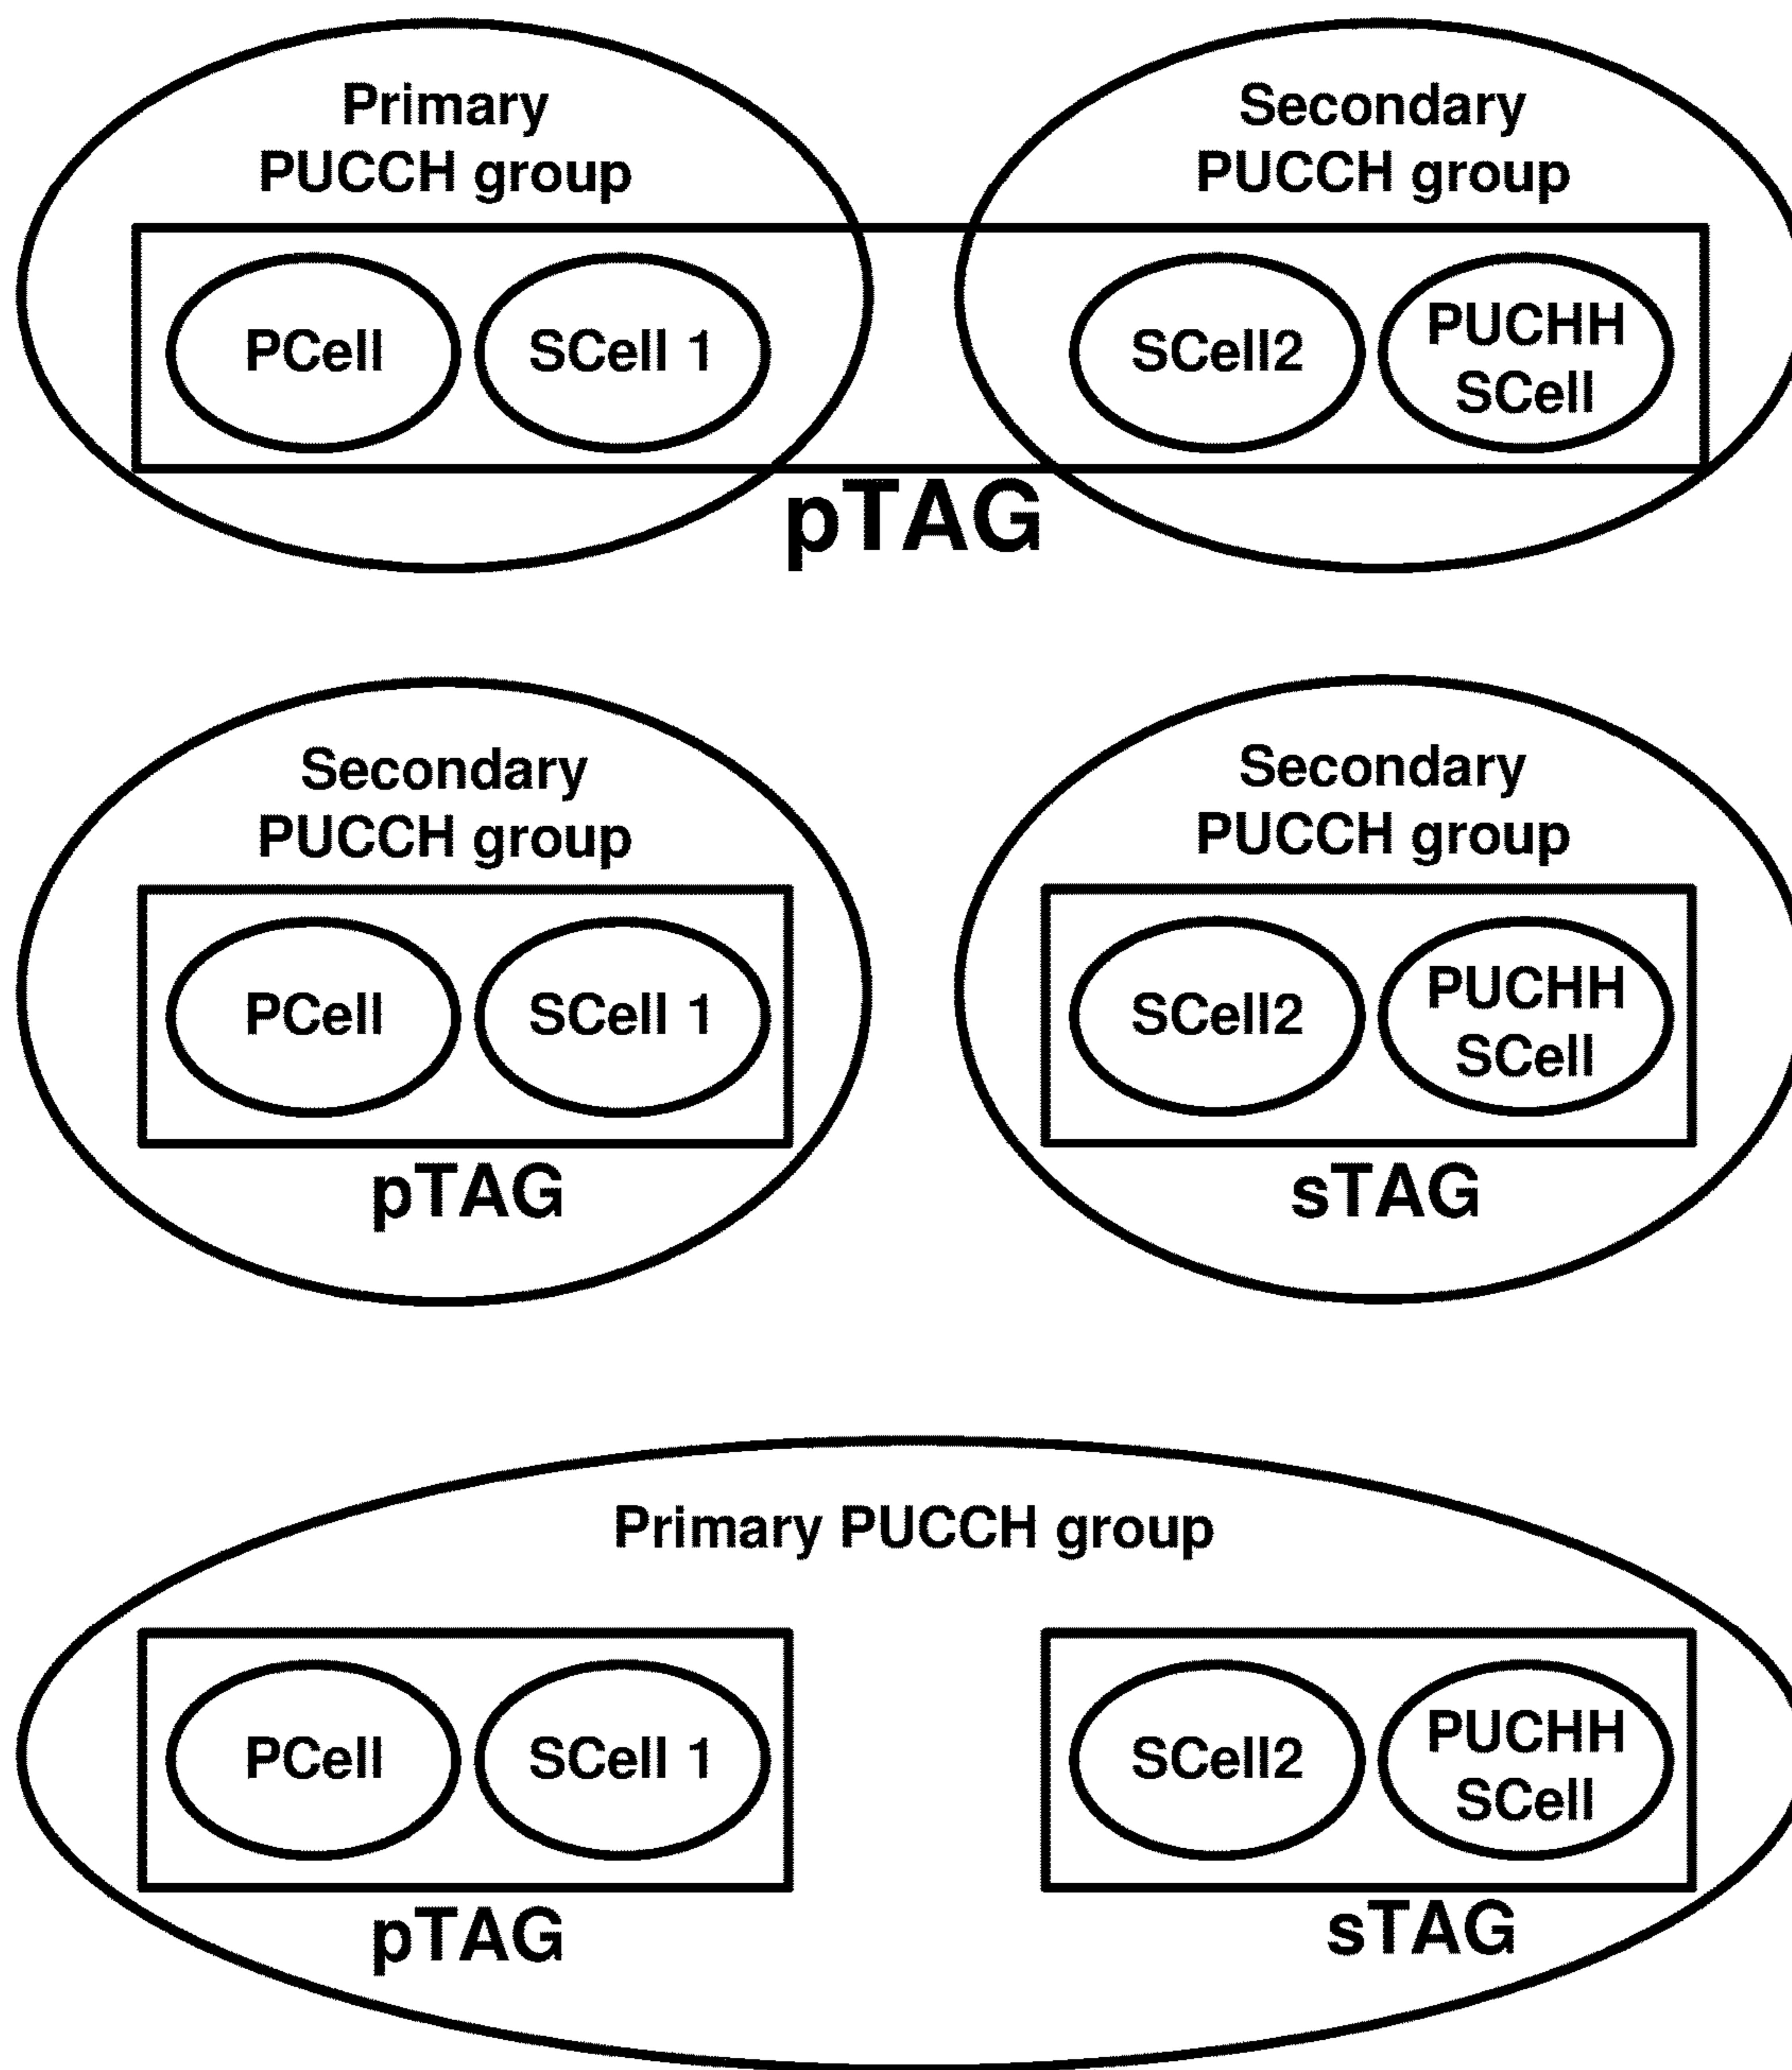 Primary
PUCCH group
Secondary
PUCCH group
PCell
SCell 1
SCell2
PUCHH
SCell
pTAG
Secondary
PUCCH group
Secondary
PUCCH group
PCell
SCell 1
SCell2
PUCHH
SCell
pTAG
sTAG
Primary PUCCH group
PCell
SCell 1
SCell2
PUCHH
SCell
pTAG
sTAG